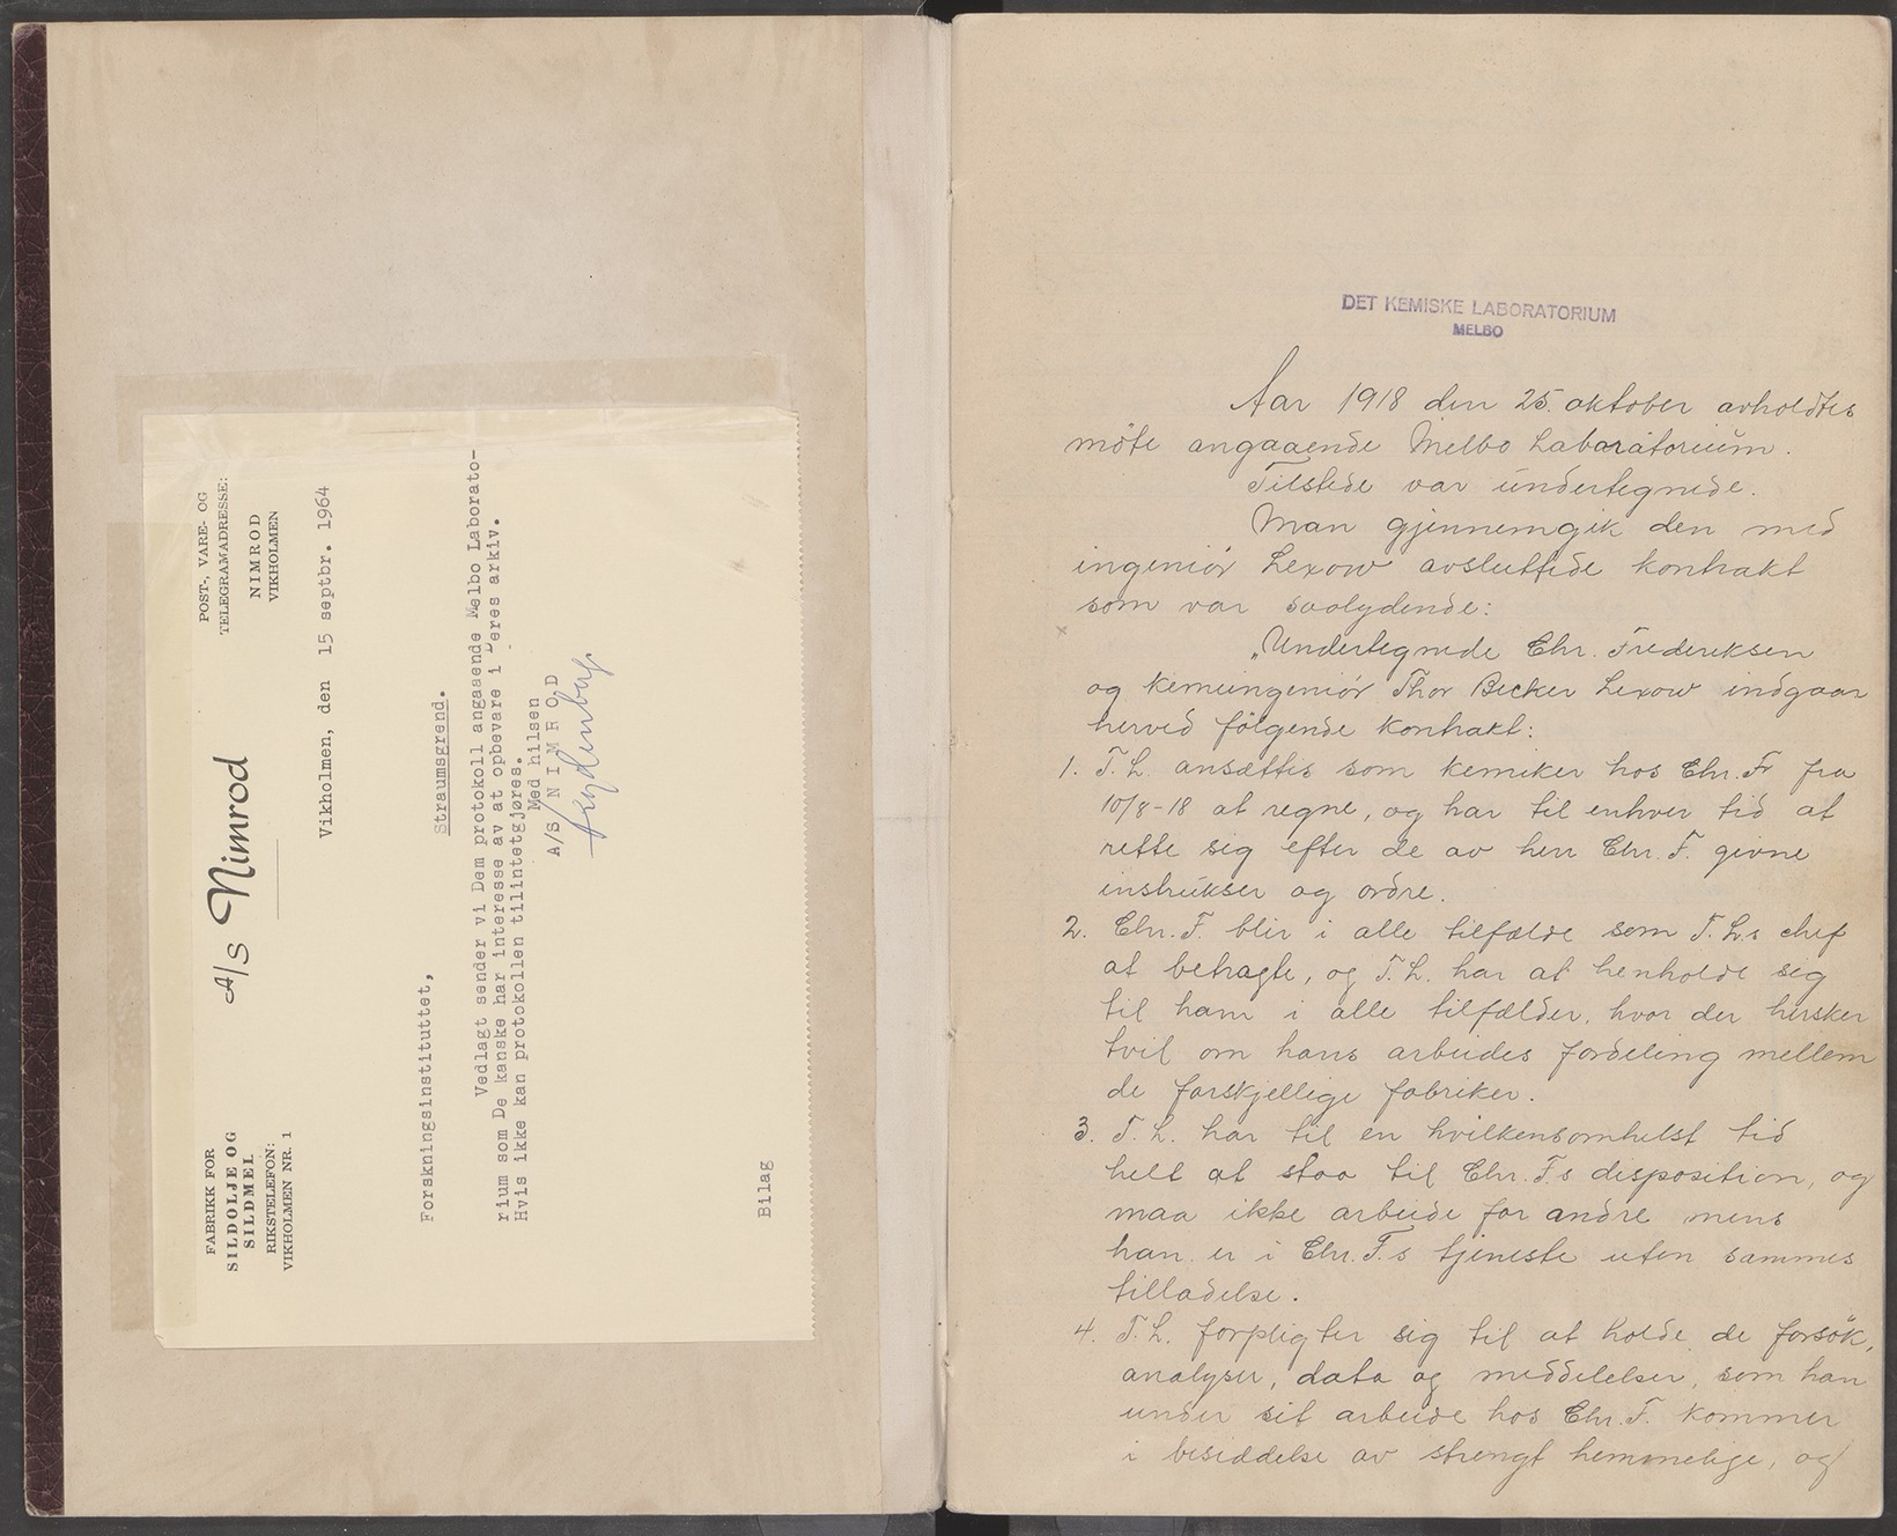 FABRIKK FOR
SILDOLJE OG
SILDMEL
RIKSTELEFON:
VIKHOLMEN NR. 1
A/S Nimrod
POST-, VARE- OG
TELEGRAMADRESSE:
NIMROD
VIKHOLMEN
Vikholmen, den 15 septbr. 1964
Forskningsinstituttet,
Straumsgrend.
Vedlagt sender vi Dem protokoll angaaende Melbo Laborato-
rium som De kanske har interesse av at opbevare i Deres arkiv.
Hvis ikke kan protokollen tilintetgjøres.
Med hilsen
A/S N I M R O D
Bilag
DET KEMISKE LABORATORIUM
MELBO
Aar 1918 den 25. oktober avholdtes
möte angaaende Melbo Laboratorium.
Tilstede var undertegnede.
Man gjennemgik den med
ingeniör Lexow avsluttede kontrakt
som var saalydende:
„Undertegnede Chr. Frederiksen
og kemiingeniör Thor Becker Lexow indgaar
herved fölgende kontrakt:
1. T. L. ansættes som kemiker hos Chr. Fr fra
10/8-18 at regne, og har til enhver tid at
rette sig efter de av herr Chr. F. givne
instrukser og ordre.
2. Chr. F. blir i alle tilfælde som T. L.s chef
at betragte, og T. L. har at henholde sig
til ham i alle tilfælder, hvor der hersker
tvil om hans arbeides fordeling mellem
de forskjellige fabriker.
3. T. L. har til en hvilkensomhelst tid
helt at staa til Chr. F.s disposition, og
maa ikke arbeide for andre mens
han er i Chr. F.s tjeneste uten sammes
tilladelse.
4. T. L. forpligter sig til at holde de forsök,
analyser, data og meddelelser, som han
under sit arbeide hos Chr. F. kommer
i besiddelse av strengt hemmelige, og